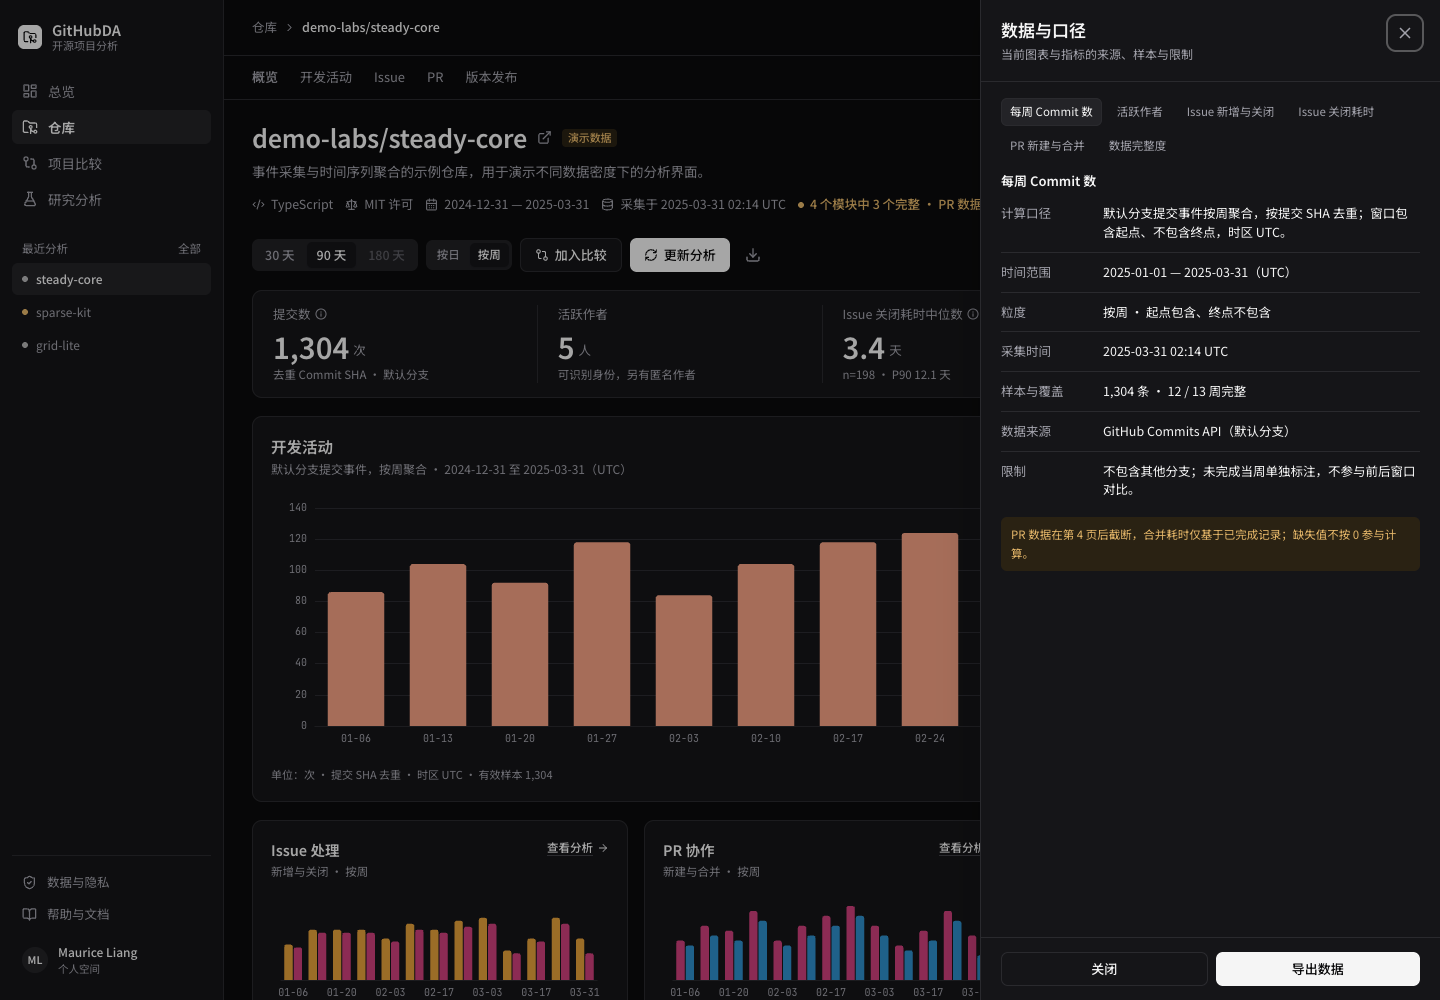 GitHubDA
开源项目分析
总览
仓库
项目比较
研究分析
最近分析 全部
steady-core
sparse-kit
grid-lite
数据与隐私
帮助与文档
ML
Maurice Liang
个人空间
仓库 > demo-labs/steady-core
概览 开发活动 Issue PR 版本发布
demo-labs/steady-core 演示数据
事件采集与时间序列聚合的示例仓库，用于演示不同数据密度下的分析界面。
TypeScript MIT 许可 2024-12-31 — 2025-03-31 采集于 2025-03-31 02:14 UTC 4 个模块中 3 个完整 · PR 数据
30 天 90 天 180 天 按日 按周 加入比较 更新分析
提交数
1,304 次
去重 Commit SHA · 默认分支
活跃作者
5 人
可识别身份，另有匿名作者
Issue 关闭耗时中位数
3.4 天
n=198 · P90 12.1 天
开发活动
默认分支提交事件，按周聚合 · 2024-12-31 至 2025-03-31（UTC）
140
120
100
80
60
40
20
0
01-06 01-13 01-20 01-27 02-03 02-10 02-17 02-24
单位：次 · 提交 SHA 去重 · 时区 UTC · 有效样本 1,304
Issue 处理 查看分析
新增与关闭 · 按周
01-06 01-20 02-03 02-17 03-03 03-17 03-31
PR 协作 查看分析
新建与合并 · 按周
01-06 01-20 02-03 02-17 03-03 03-17 03-
数据与口径
当前图表与指标的来源、样本与限制
每周 Commit 数 活跃作者 Issue 新增与关闭 Issue 关闭耗时
PR 新建与合并 数据完整度
每周 Commit 数
计算口径 默认分支提交事件按周聚合，按提交 SHA 去重；窗口包
含起点、不包含终点，时区 UTC。
时间范围 2025-01-01 — 2025-03-31（UTC）
粒度 按周 · 起点包含、终点不包含
采集时间 2025-03-31 02:14 UTC
样本与覆盖 1,304 条 · 12 / 13 周完整
数据来源 GitHub Commits API（默认分支）
限制 不包含其他分支；未完成当周单独标注，不参与前后窗口
对比。
PR 数据在第 4 页后截断，合并耗时仅基于已完成记录；缺失值不按 0 参与计
算。
关闭 导出数据